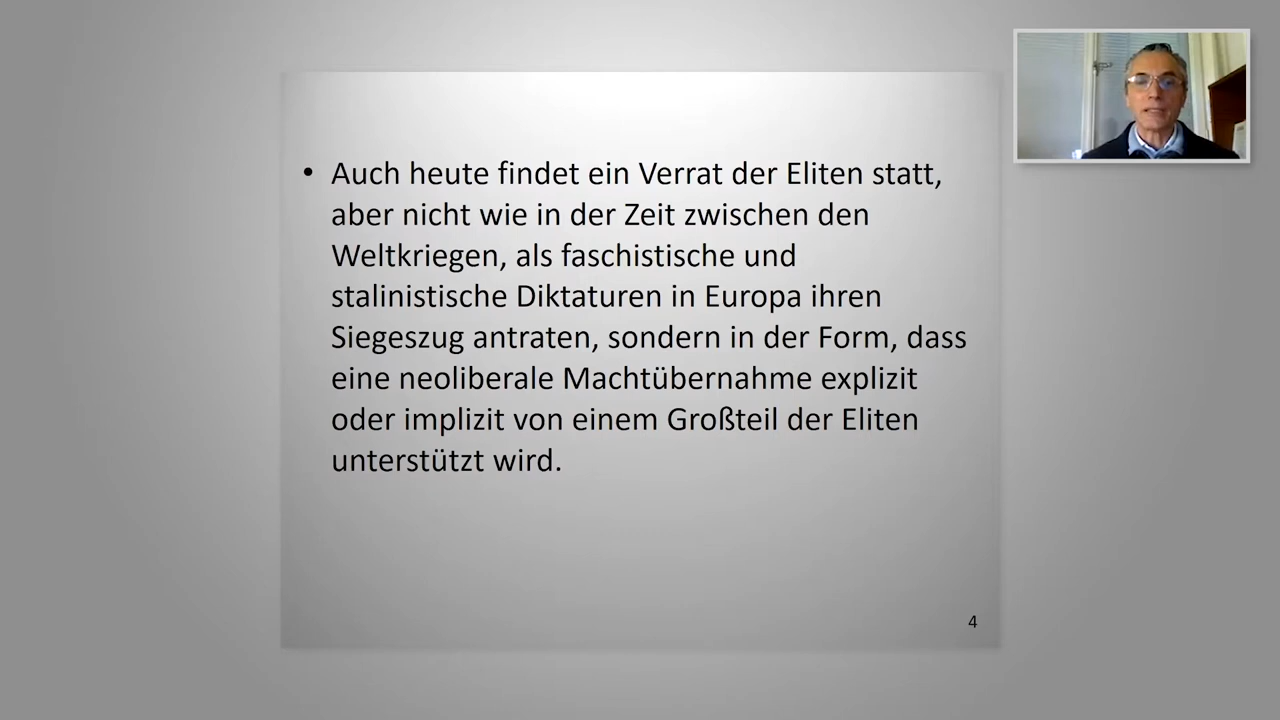 • Auch heute findet ein Verrat der Eliten statt,
aber nicht wie in der Zeit zwischen den
Weltkriegen, als faschistische und
stalinistische Diktaturen in Europa ihren
Siegeszug antraten, sondern in der Form, dass
eine neoliberale Machtübernahme explizit
oder implizit von einem Großteil der Eliten
unterstützt wird.
4